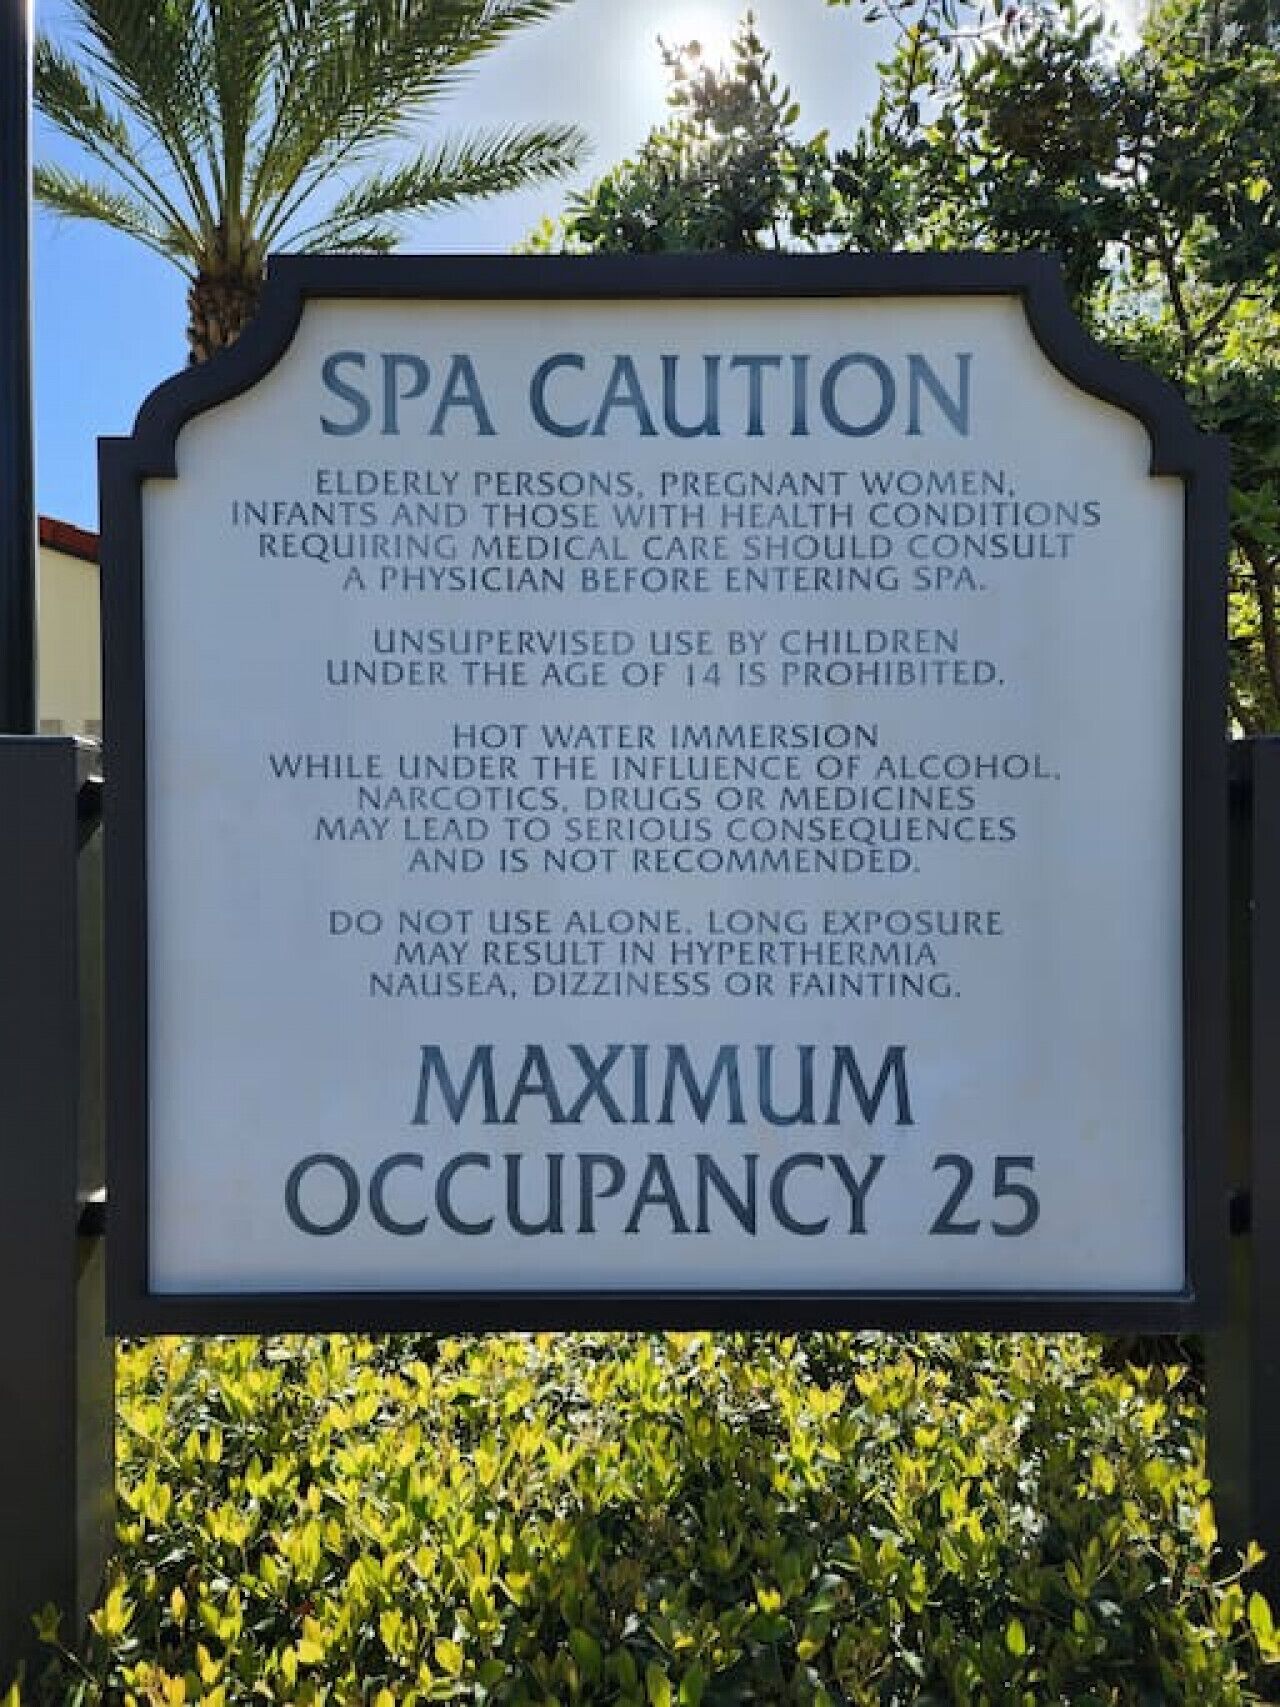 SPA CAUTION
ELDERLY PERSONS, PREGNANT WOMEN,
INFANTS AND THOSE WITH HEALTH CONDITIONS
REQUIRING MEDICAL CARE SHOULD CONSULT
A PHYSICIAN BEFORE ENTERING SPA.
UNSUPERVISED USE BY CHILDREN
UNDER THE AGE OF 14 IS PROHIBITED.
HOT WATER IMMERSION
WHILE UNDER THE INFLUENCE OF ALCOHOL,
NARCOTICS, DRUGS OR MEDICINES
MAY LEAD TO SERIOUS CONSEQUENCES
AND IS NOT RECOMMENDED.
DO NOT USE ALONE. LONG EXPOSURE
MAY RESULT IN HYPERTHERMIA
NAUSEA, DIZZINESS OR FAINTING.
MAXIMUM
OCCUPANCY 25